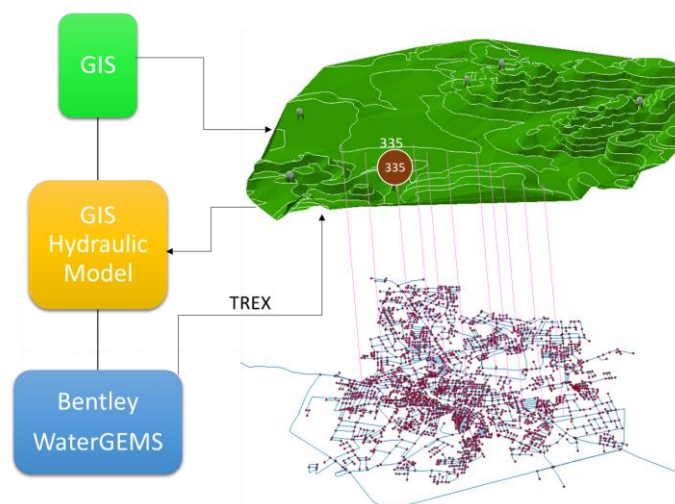 GIS
335
335
GIS
Hydraulic
Model
TREX
Bentley
WaterGEMS